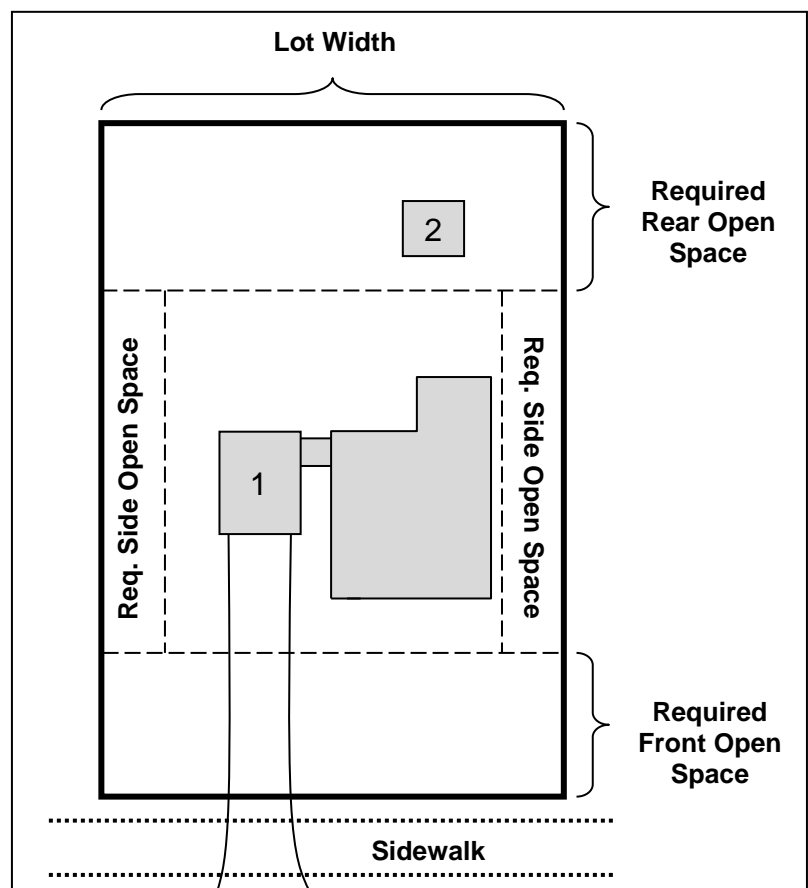 Lot Width
Required
Rear Open
Space
2
Req. Side Open Space
Req. Side Open Space
1
Required
Front Open
Space
Sidewalk